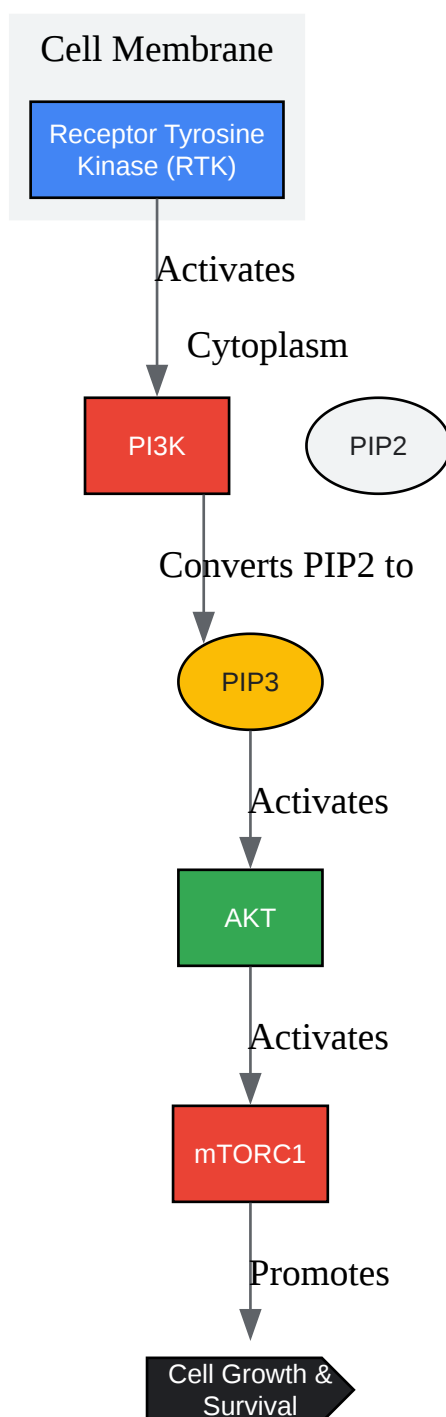 Cell Membrane
Receptor Tyrosine
Kinase (RTK)
Activates
Cytoplasm
PI3K
PIP2
Converts PIP2 to
PIP3
Activates
AKT
Activates
mTORC1
Promotes
Cell Growth &
Survival